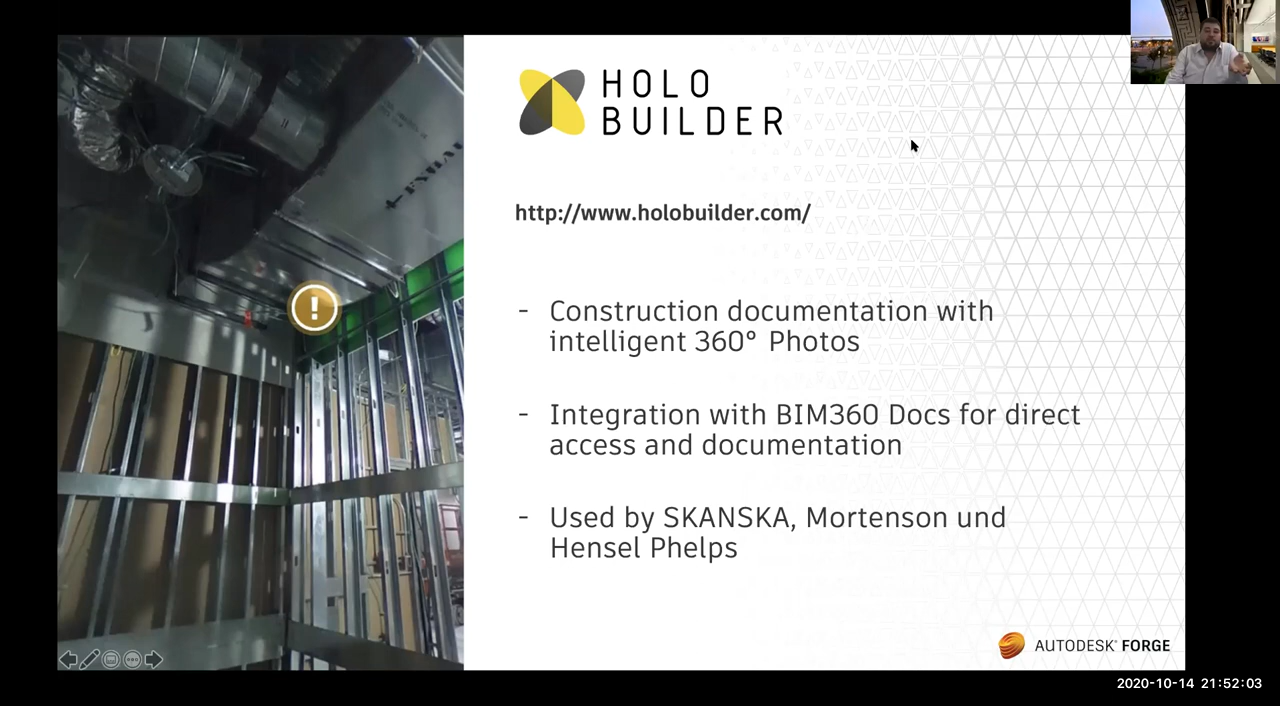 HOLO
BUILDER
http://www.holobuilder.com/
- Construction documentation with
intelligent 360° Photos
- Integration with BIM360 Docs for direct
access and documentation
- Used by SKANSKA, Mortenson und
Hensel Phelps
AUTODESK® FORGE
2020-10-14 21:52:03